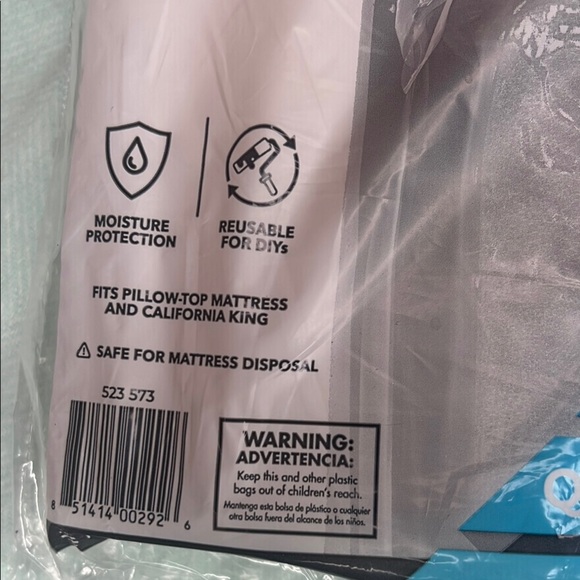 MOISTURE
PROTECTION
REUSABLE
FOR DIYs
FITS PILLOW-TOP MATTRESS
AND CALIFORNIA KING
SAFE FOR MATTRESS DISPOSAL
523 573
8 51414 00292 6
WARNING:
ADVERTENCIA:
Keep this and other plastic
bags out of children's reach.
Mantenga esta bolsa de plástico o cualquier
otra bolsa fuera del alcance de los niños.